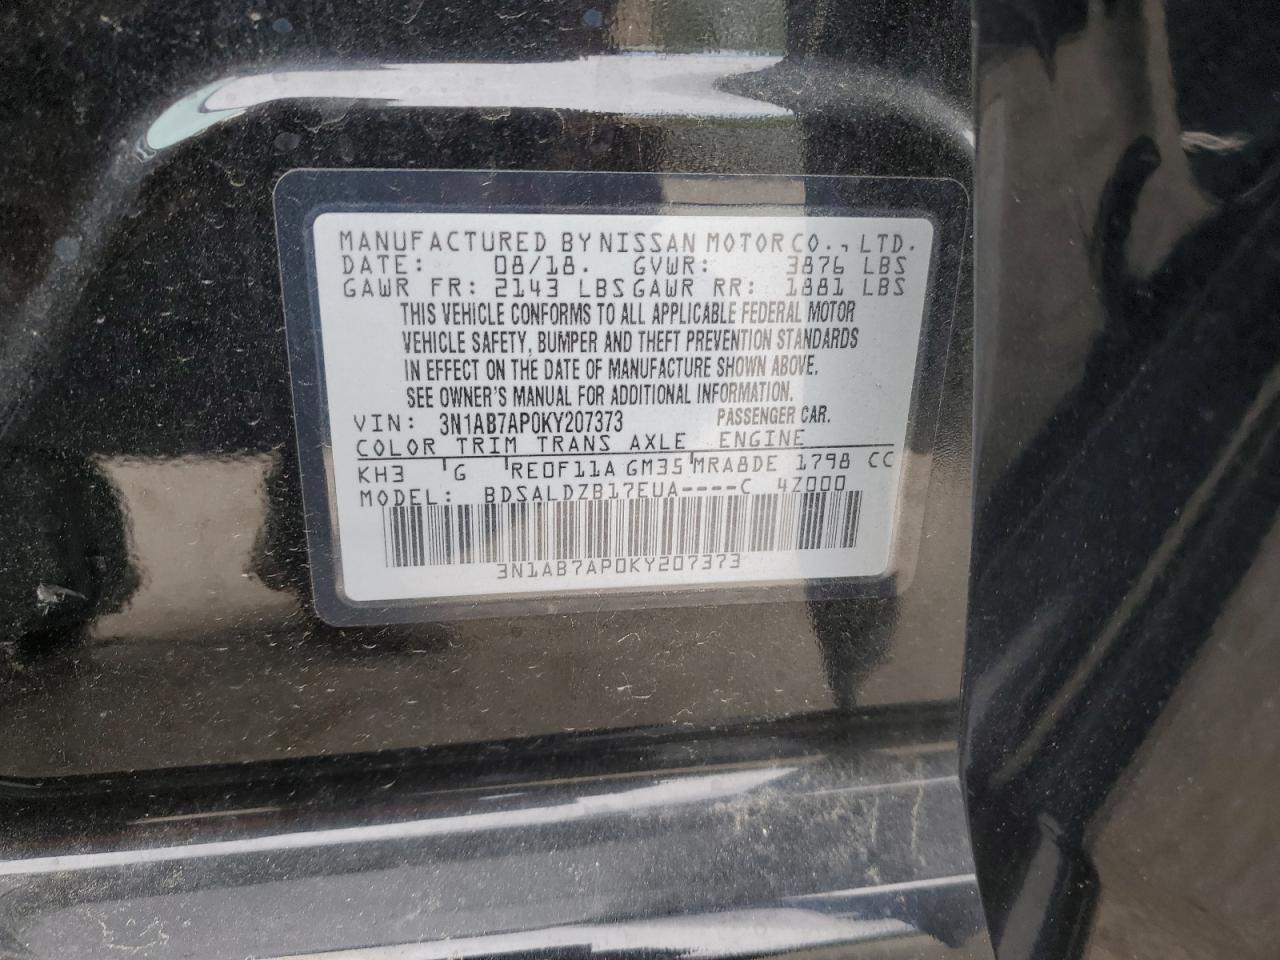 MANUFACTURED BY NISSAN MOTOR CO., LTD.
DATE: 08/18. GVWR: 3876 LBS
GAWR FR: 2143 LBS GAWR RR: 1881 LBS
THIS VEHICLE CONFORMS TO ALL APPLICABLE FEDERAL MOTOR
VEHICLE SAFETY, BUMPER AND THEFT PREVENTION STANDARDS
IN EFFECT ON THE DATE OF MANUFACTURE SHOWN ABOVE.
SEE OWNER'S MANUAL FOR ADDITIONAL INFORMATION.
VIN: 3N1AB7AP0KY207373 PASSENGER CAR.
COLOR TRIM TRANS AXLE ENGINE
KH3 'G RE0F11A GM35'MRA8DE 1798 CC
MODEL: BDSALDZB17EUA----C 4Z000
3N1AB7AP0KY207373